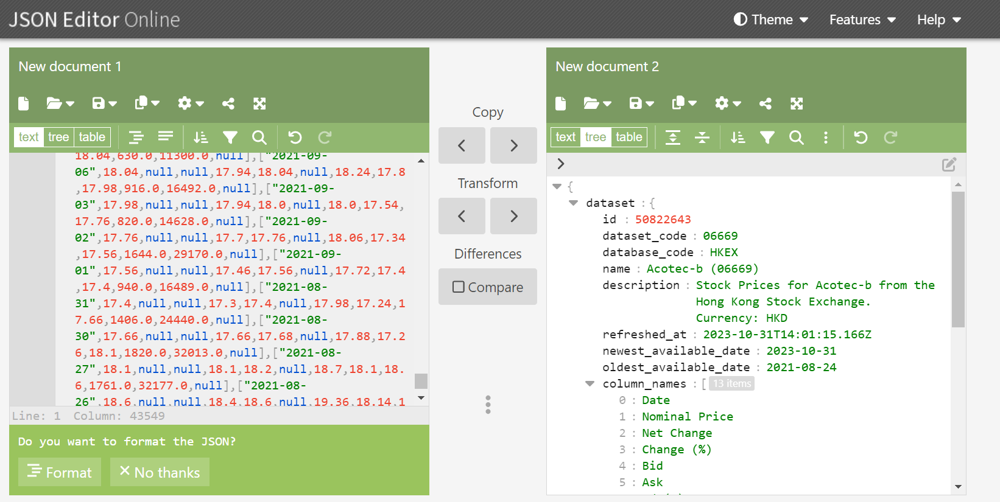 JSON Editor Online
Theme
Features
Help
New document 1
text tree table
18.04,630.0,11300.0,null],["2021-09-
06",18.04,null,null,17.94,18.04,null,18.24,17.8
,17.98,916.0,16492.0,null],["2021-09-
03",17.98,null,null,17.94,18.0,null,18.0,17.54,
17.76,820.0,14628.0,null],["2021-09-
02",17.76,null,null,17.7,17.76,null,18.06,17.34
,17.56,1644.0,29170.0,null],["2021-09-
01",17.56,null,null,17.46,17.56,null,17.72,17.4
,17.4,940.0,16489.0,null],["2021-08-
31",17.4,null,null,17.3,17.4,null,17.98,17.24,1
7.66,1406.0,24440.0,null],["2021-08-
30",17.66,null,null,17.66,17.68,null,17.88,17.2
6,18.1,1820.0,32013.0,null],["2021-08-
27",18.1,null,null,18.1,18.2,null,18.7,18.1,18.
6,1761.0,32177.0,null],["2021-08-
26",18.6,null,null,18.4,18.6,null,19.36,18.14,1
Line: 1 Column: 43549
Do you want to format the JSON?
Format
No thanks
Copy
Transform
Differences
Compare
New document 2
text tree table
{
dataset : {
id : 50822643
dataset_code : 06669
database_code : HKEX
name : Acotec-b (06669)
description : Stock Prices for Acotec-b from the
Hong Kong Stock Exchange.
Currency: HKD
refreshed_at : 2023-10-31T14:01:15.166Z
newest_available_date : 2023-10-31
oldest_available_date : 2021-08-24
column_names : [ 13 items
0 : Date
1 : Nominal Price
2 : Net Change
3 : Change (%)
4 : Bid
5 : Ask